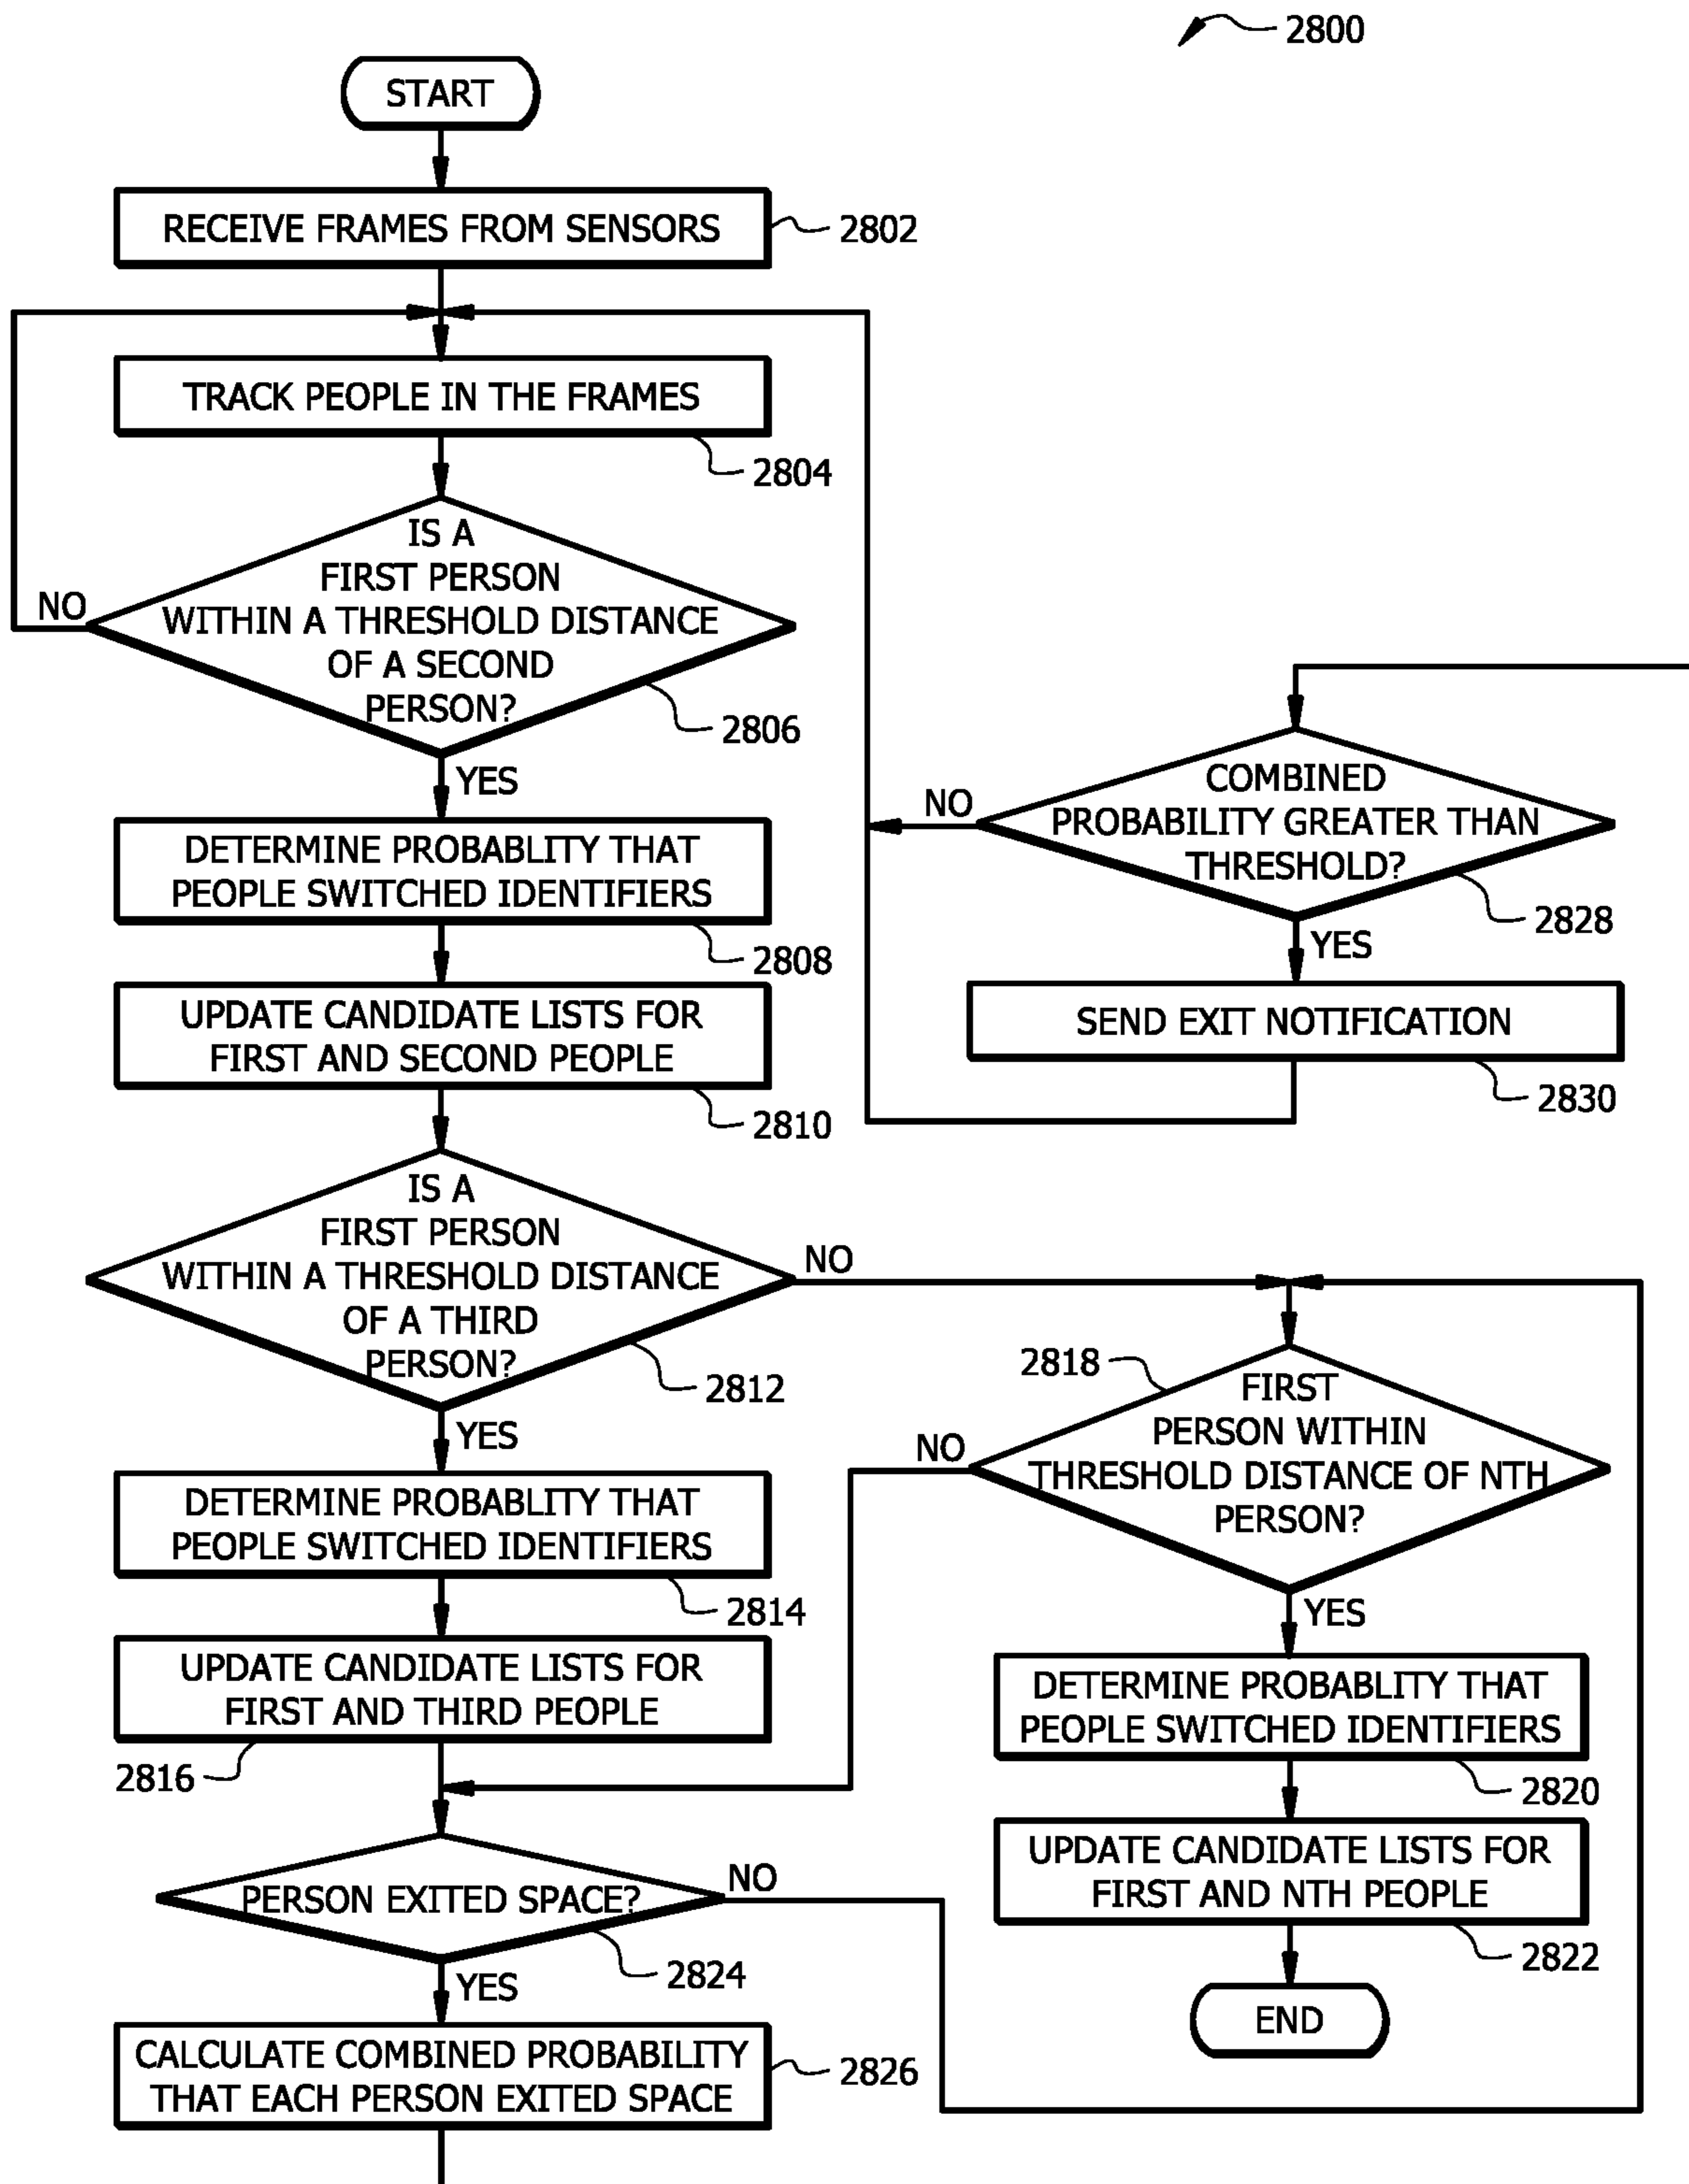 2800
START
RECEIVE FRAMES FROM SENSORS
2802
TRACK PEOPLE IN THE FRAMES
2804
IS A
FIRST PERSON
WITHIN A THRESHOLD DISTANCE
OF A SECOND
PERSON?
NO
2806
YES
DETERMINE PROBABLITY THAT
PEOPLE SWITCHED IDENTIFIERS
2808
UPDATE CANDIDATE LISTS FOR
FIRST AND SECOND PEOPLE
2810
IS A
FIRST PERSON
WITHIN A THRESHOLD DISTANCE
OF A THIRD
PERSON?
NO
2812
YES
DETERMINE PROBABLITY THAT
PEOPLE SWITCHED IDENTIFIERS
2814
UPDATE CANDIDATE LISTS FOR
FIRST AND THIRD PEOPLE
2816
PERSON EXITED SPACE?
NO
2824
YES
CALCULATE COMBINED PROBABILITY
THAT EACH PERSON EXITED SPACE
2826
COMBINED
PROBABILITY GREATER THAN
THRESHOLD?
NO
2828
YES
SEND EXIT NOTIFICATION
2830
2818
FIRST
PERSON WITHIN
THRESHOLD DISTANCE OF NTH
PERSON?
NO
YES
DETERMINE PROBABLITY THAT
PEOPLE SWITCHED IDENTIFIERS
2820
UPDATE CANDIDATE LISTS FOR
FIRST AND NTH PEOPLE
2822
END